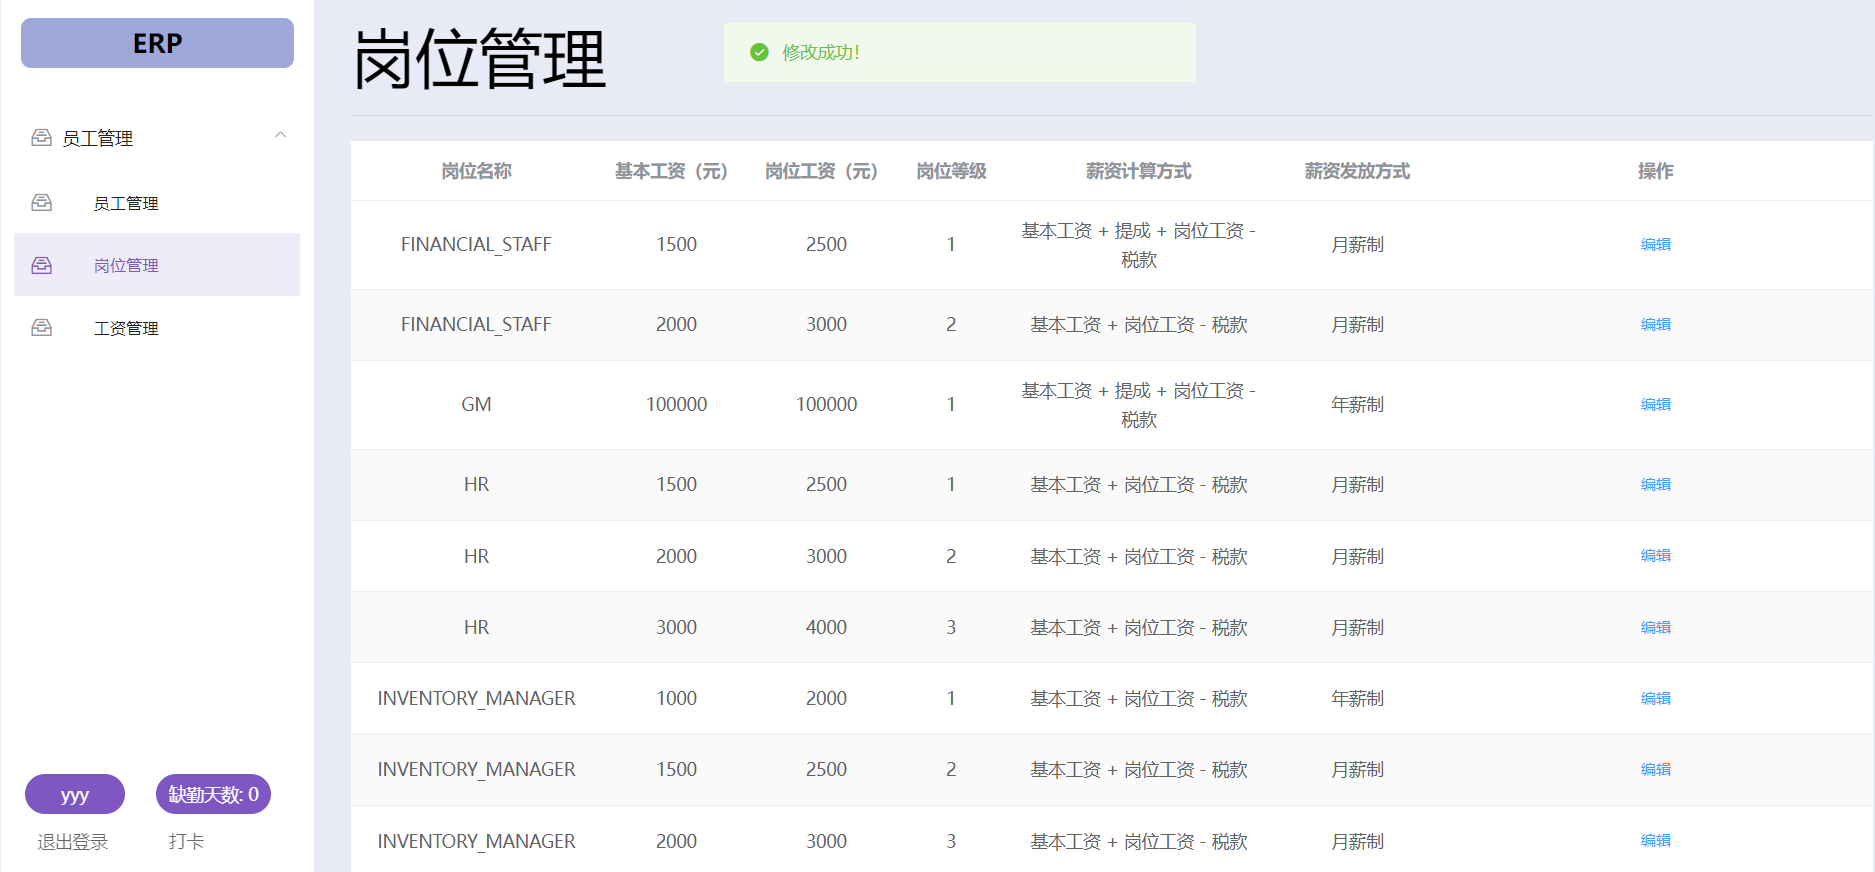 ERP
员工管理
员工管理
岗位管理
工资管理
yyy
缺勤天数: 0
退出登录
打卡
岗位管理
修改成功!
岗位名称 基本工资（元） 岗位工资（元） 岗位等级 薪资计算方式 薪资发放方式 操作
FINANCIAL_STAFF 1500 2500 1 基本工资 + 提成 + 岗位工资 -
税款 月薪制 编辑
FINANCIAL_STAFF 2000 3000 2 基本工资 + 岗位工资 - 税款 月薪制 编辑
GM 100000 100000 1 基本工资 + 提成 + 岗位工资 -
税款 年薪制 编辑
HR 1500 2500 1 基本工资 + 岗位工资 - 税款 月薪制 编辑
HR 2000 3000 2 基本工资 + 岗位工资 - 税款 月薪制 编辑
HR 3000 4000 3 基本工资 + 岗位工资 - 税款 月薪制 编辑
INVENTORY_MANAGER 1000 2000 1 基本工资 + 岗位工资 - 税款 年薪制 编辑
INVENTORY_MANAGER 1500 2500 2 基本工资 + 岗位工资 - 税款 月薪制 编辑
INVENTORY_MANAGER 2000 3000 3 基本工资 + 岗位工资 - 税款 月薪制 编辑